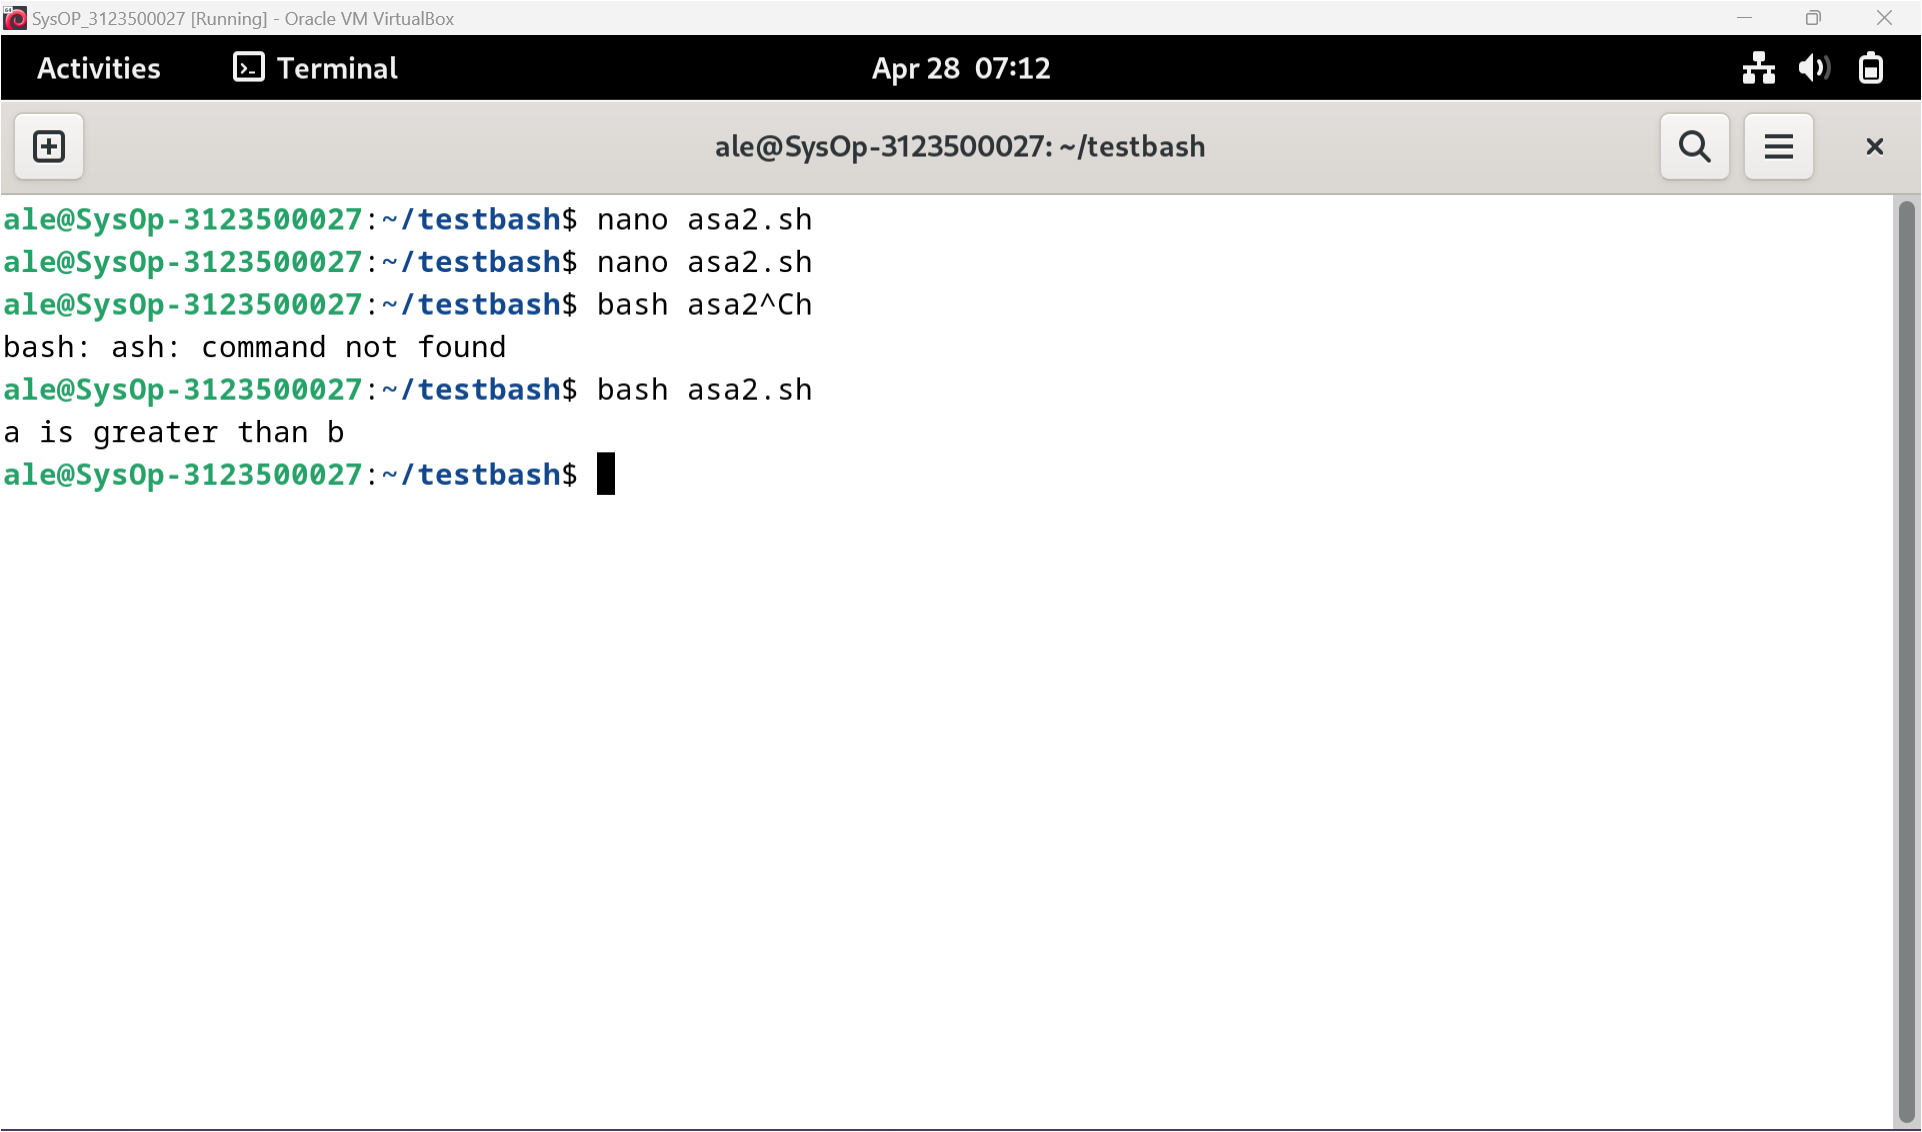 64
SysOP_3123500027 [Running] - Oracle VM VirtualBox
Activities
Terminal
Apr 28 07:12
ale@SysOp-3123500027: ~/testbash
ale@SysOp-3123500027:~/testbash$ nano asa2.sh
ale@SysOp-3123500027:~/testbash$ nano asa2.sh
ale@SysOp-3123500027:~/testbash$ bash asa2^Ch
bash: ash: command not found
ale@SysOp-3123500027:~/testbash$ bash asa2.sh
a is greater than b
ale@SysOp-3123500027:~/testbash$